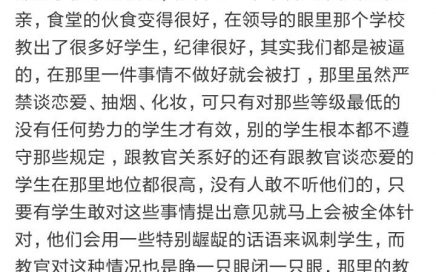 亲，食堂的伙食变得很好，在领导的眼里那个学校
教出了很多好学生，纪律很好，其实我们都是被逼
的，在那里一件事情不做好就会被打，那里虽然严
禁谈恋爱、抽烟、化妆，可只有对那些等级最低的
没有任何势力的学生才有效，别的学生根本都不遵
守那些规定，跟教官关系好的还有跟教官谈恋爱的
学生在那里地位都很高，没有人敢不听他们的，只
要有学生敢对这些事情提出意见就马上会被全体针
对，他们会用一些特别龌龊的话语来讽刺学生，而
教官对这种情况也是睁一只眼闭一只眼，那里的教